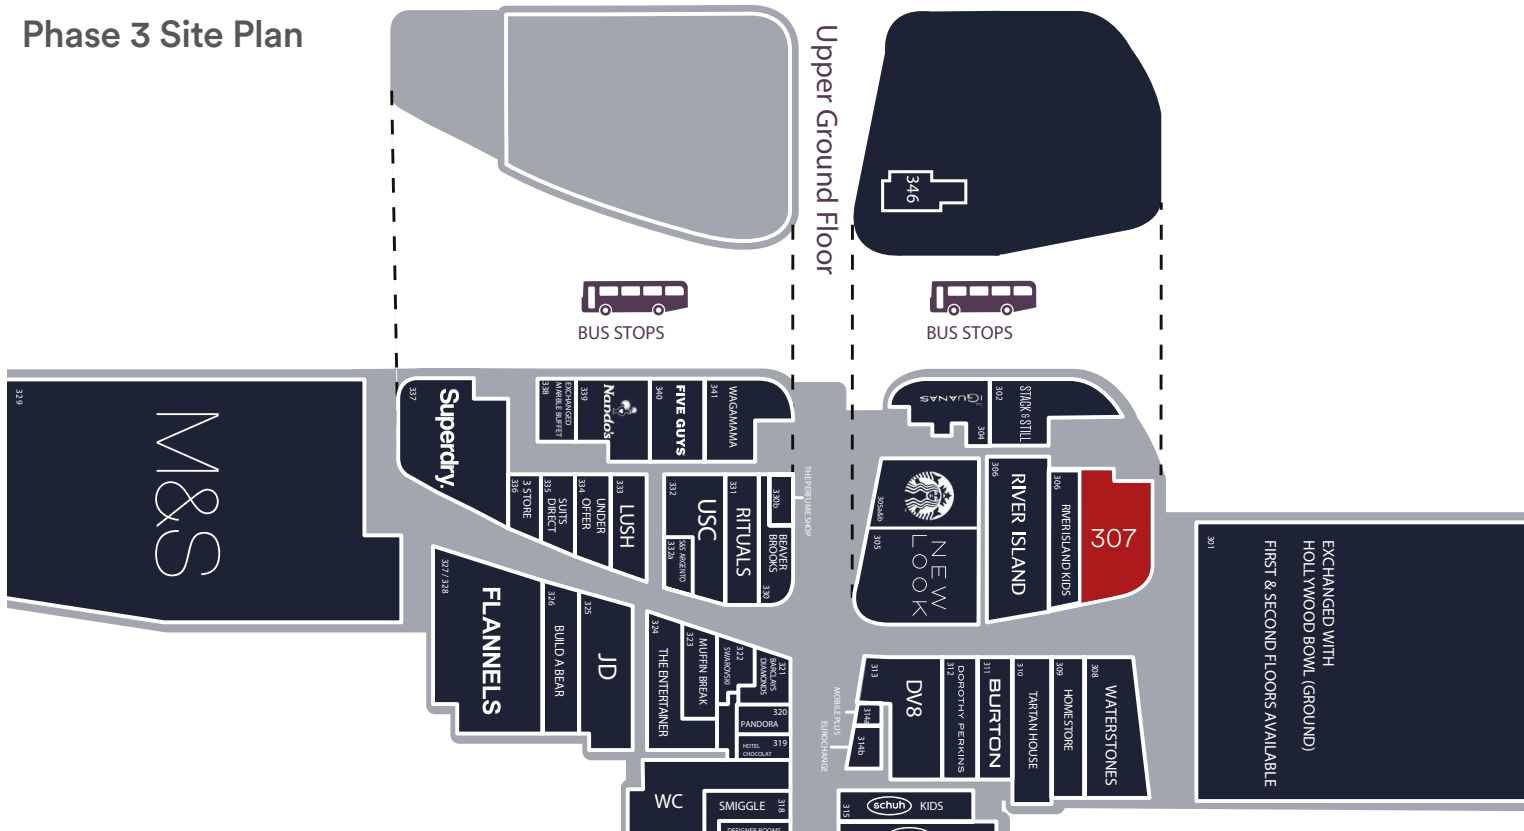 Phase 3 Site Plan
Upper Ground Floor
346
BUS STOPS
BUS STOPS
329
M&S
337
Superdry.
338
EXCHANGED
MARBLE BUFFET
339
Nando's
340
FIVE GUYS
341
WAGAMAMA
IGUANAS
304
302
STACK & STILL
336
3 STORE
335
SUITS
DIRECT
334
UNDER
OFFER
333
LUSH
332
USC
332a
S&S ARGENTO
331
RITUALS
330b
THE PERFUME SHOP
BEAVER
BROOKS
330
305a&b
305
NEW
LOOK
306
RIVER ISLAND
306
RIVER ISLAND KIDS
307
301
EXCHANGED WITH
HOLLYWOOD BOWL (GROUND)
FIRST & SECOND FLOORS AVAILABLE
327 / 328
FLANNELS
326
BUILD A BEAR
325
JD
324
THE ENTERTAINER
323
MUFFIN BREAK
322
SWAROVSKI
321
BARCLAYS
DIAMONDS
320
PANDORA
319
HOTEL
CHOCOLAT
WC
SMIGGLE
318
DESIGNER ROOMS
313
DV8
MOBILE PLUS
314a
EUROCHANGE
314b
312
DOROTHY PERKINS
311
BURTON
310
TARTAN HOUSE
309
HOMESTORE
308
WATERSTONES
315
schuh KIDS